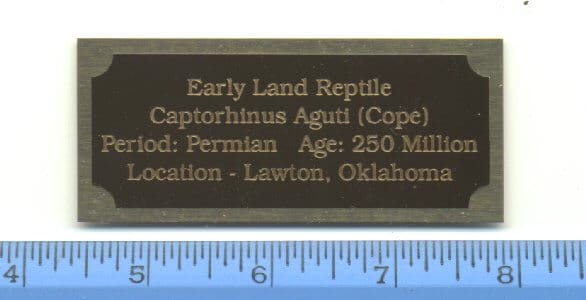 Early Land Reptile
Captorhinus Aguti (Cope)
Period: Permian Age: 250 Million
Location - Lawton, Oklahoma
4 5 6 7 8